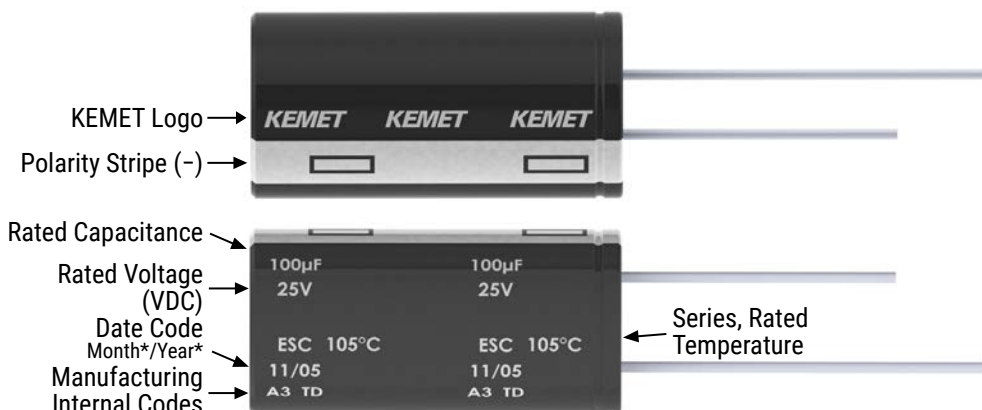 KEMET Logo
KEMET KEMET KEMET
Polarity Stripe (−)
Rated Capacitance
100µF 100µF
Rated Voltage
(VDC)
25V 25V
Date Code
Month*/Year*
ESC 105°C ESC 105°C
Series, Rated
Temperature
11/05 11/05
Manufacturing
Internal Codes
A3 TD A3 TD